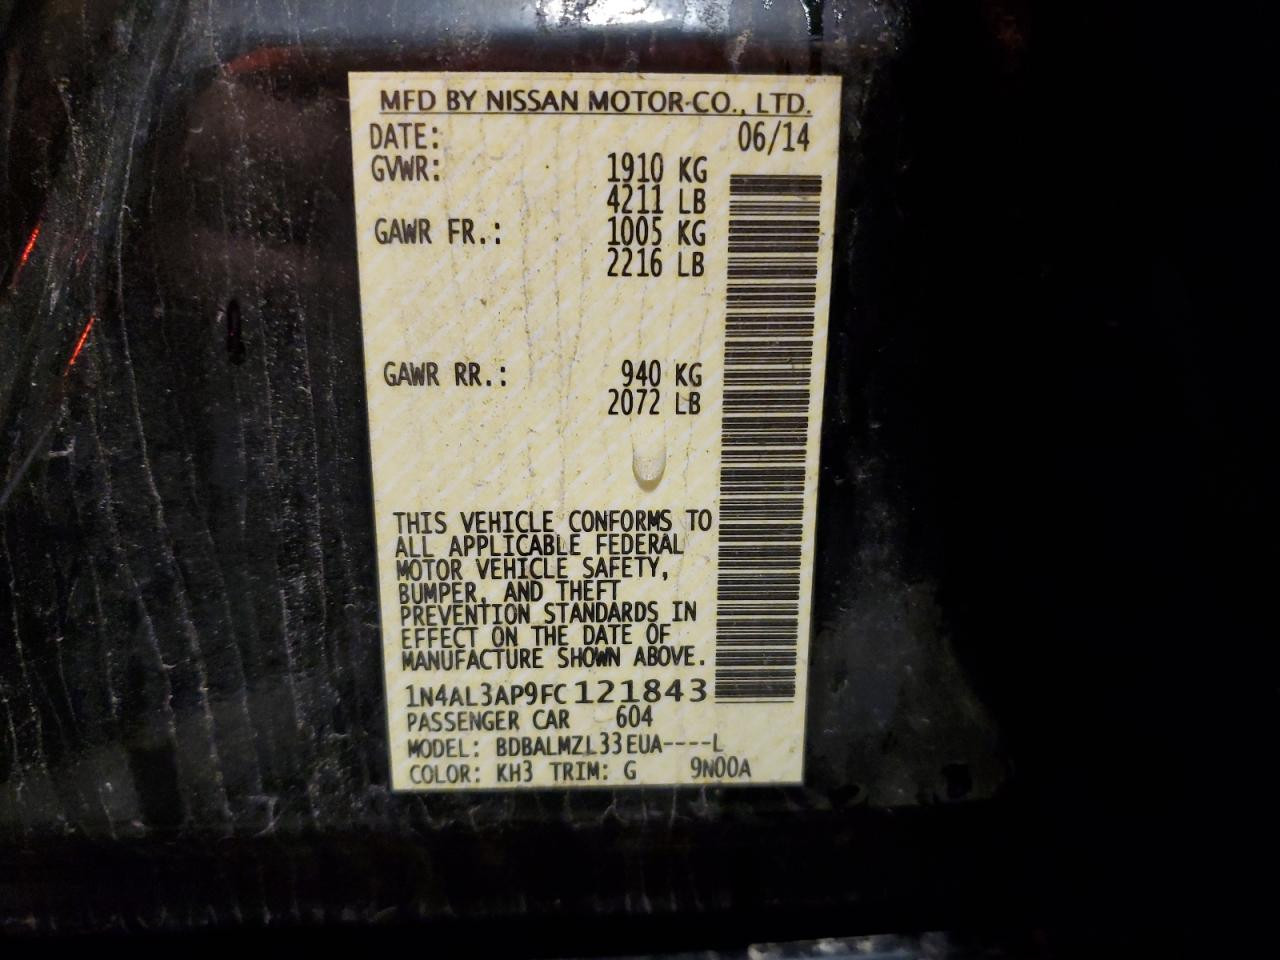 MFD BY NISSAN MOTOR CO., LTD.
DATE: 06/14
GVWR: 1910 KG
4211 LB
GAWR FR.: 1005 KG
2216 LB
GAWR RR.: 940 KG
2072 LB
THIS VEHICLE CONFORMS TO
ALL APPLICABLE FEDERAL
MOTOR VEHICLE SAFETY,
BUMPER, AND THEFT
PREVENTION STANDARDS IN
EFFECT ON THE DATE OF
MANUFACTURE SHOWN ABOVE.
1N4AL3AP9FC121843
PASSENGER CAR 604
MODEL: BDBALMZL33EUA----L
COLOR: KH3 TRIM: G 9N00A